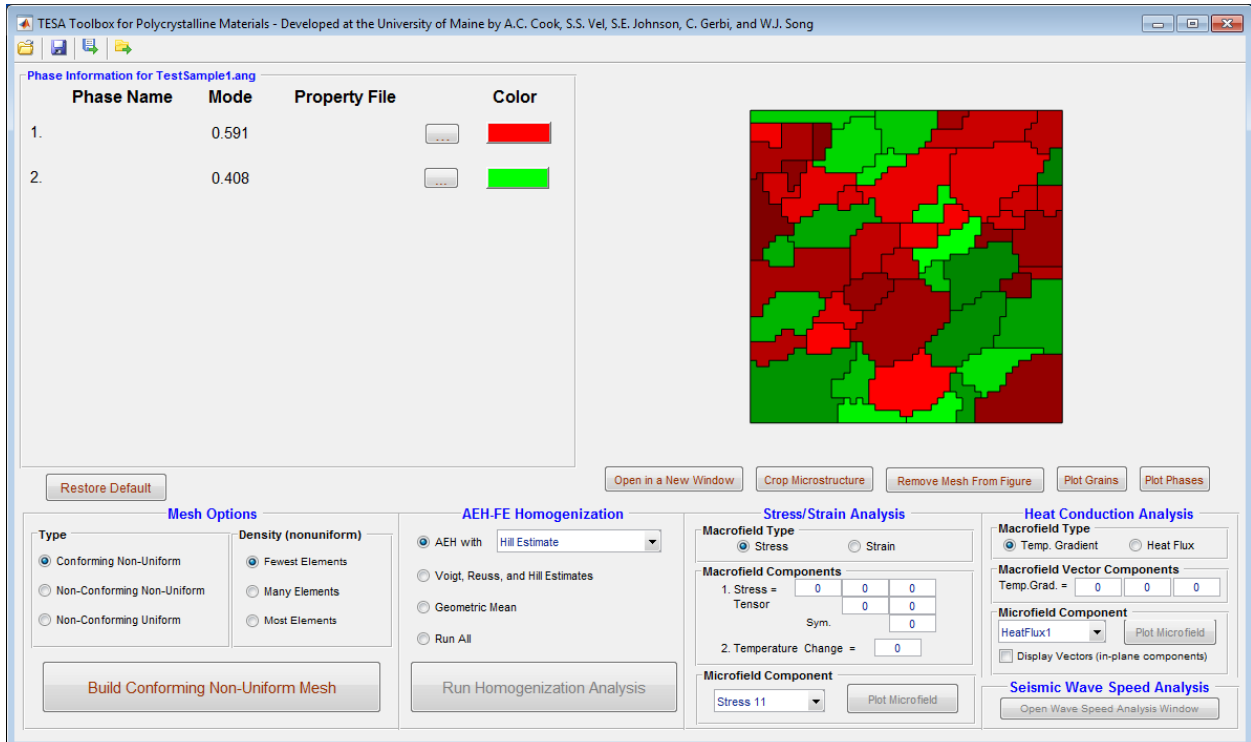 TESA Toolbox for Polycrystalline Materials - Developed at the University of Maine by A.C. Cook, S.S. Vel, S.E. Johnson, C. Gerbi, and W.J. Song
Phase Information for TestSample1.ang
Phase Name Mode Property File Color
1. 0.591 ...
2. 0.408 ...
Restore Default
Open in a New Window Crop Microstructure Remove Mesh From Figure Plot Grains Plot Phases
Mesh Options
Type
Conforming Non-Uniform
Non-Conforming Non-Uniform
Non-Conforming Uniform
Density (nonuniform)
Fewest Elements
Many Elements
Most Elements
Build Conforming Non-Uniform Mesh
AEH-FE Homogenization
AEH with Hill Estimate
Voigt, Reuss, and Hill Estimates
Geometric Mean
Run All
Run Homogenization Analysis
Stress/Strain Analysis
Macrofield Type
Stress Strain
Macrofield Components
1. Stress = 0 0 0
Tensor 0 0
Sym. 0
2. Temperature Change = 0
Microfield Component
Stress 11 Plot Microfield
Heat Conduction Analysis
Macrofield Type
Temp. Gradient Heat Flux
Macrofield Vector Components
Temp.Grad. = 0 0 0
Microfield Component
HeatFlux1 Plot Microfield
Display Vectors (in-plane components)
Seismic Wave Speed Analysis
Open Wave Speed Analysis Window